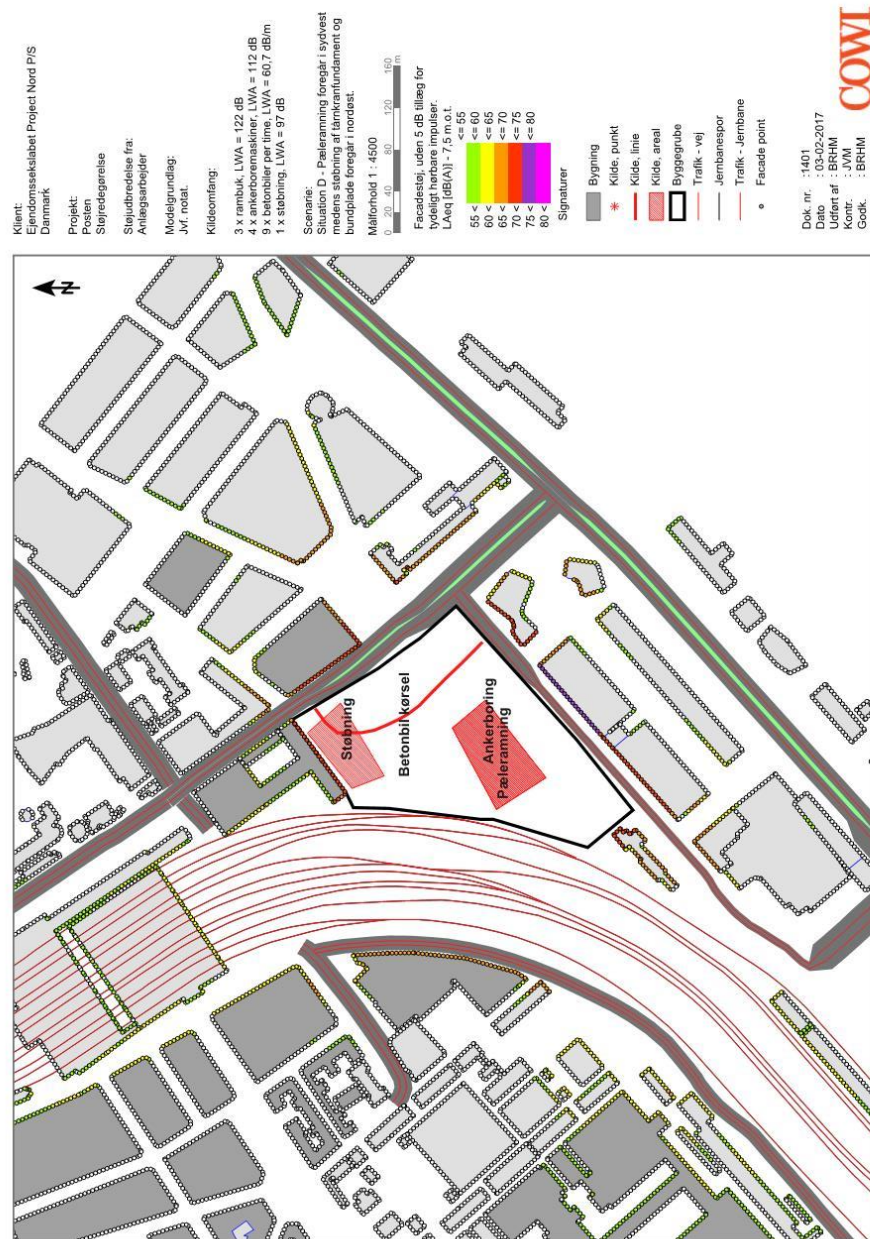 Klient:
Ejendomsselskabet Project Nord P/S
Danmark
Projekt:
Posten
Støjredegørelse
Støjudbredelse fra:
Anlægsarbejder
Modelgrundlag:
Jvf. notat.
Kildeomfang:
3 x rambuk, LWA = 122 dB
4 x ankerboremaskiner, LWA = 112 dB
9 x betonbiler per time, LWA = 60,7 dB/m
1 x støbning, LWA = 97 dB
Scenarie:
Situation D - Pæleramning foregår i sydvest
medens støbning af tårnkranfundament og
bundplade foregår i nordøst.
Målforhold 1 : 4500
0 20 40 80 120 160
m
Facadestøj, uden 5 dB tillæg for
tydeligt hørbare impulser.
LAeq [dB(A)] - 7,5 m.o.t.
<= 55
55 < <= 60
60 < <= 65
65 < <= 70
70 < <= 75
75 < <= 80
80 <
Signaturer
Bygning
Kilde, punkt
Kilde, linie
Kilde, areal
Byggegrube
Trafik - vej
Jernbanespor
Trafik - Jernbane
Facade point
Dok. nr. : 1401
Dato : 03-02-2017
Udført af : BRHM
Kontr. : JVM
Godk. : BRHM
COWI
N
Støbning
Betonbil kørsel
Ankerboring
Pæleramning